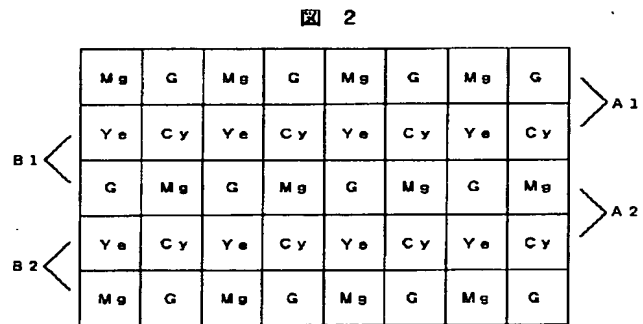 図 2
Mg G Mg G Mg G Mg G
A1
Ye Cy Ye Cy Ye Cy Ye Cy
B1
G Mg G Mg G Mg G Mg
A2
Ye Cy Ye Cy Ye Cy Ye Cy
B2
Mg G Mg G Mg G Mg G